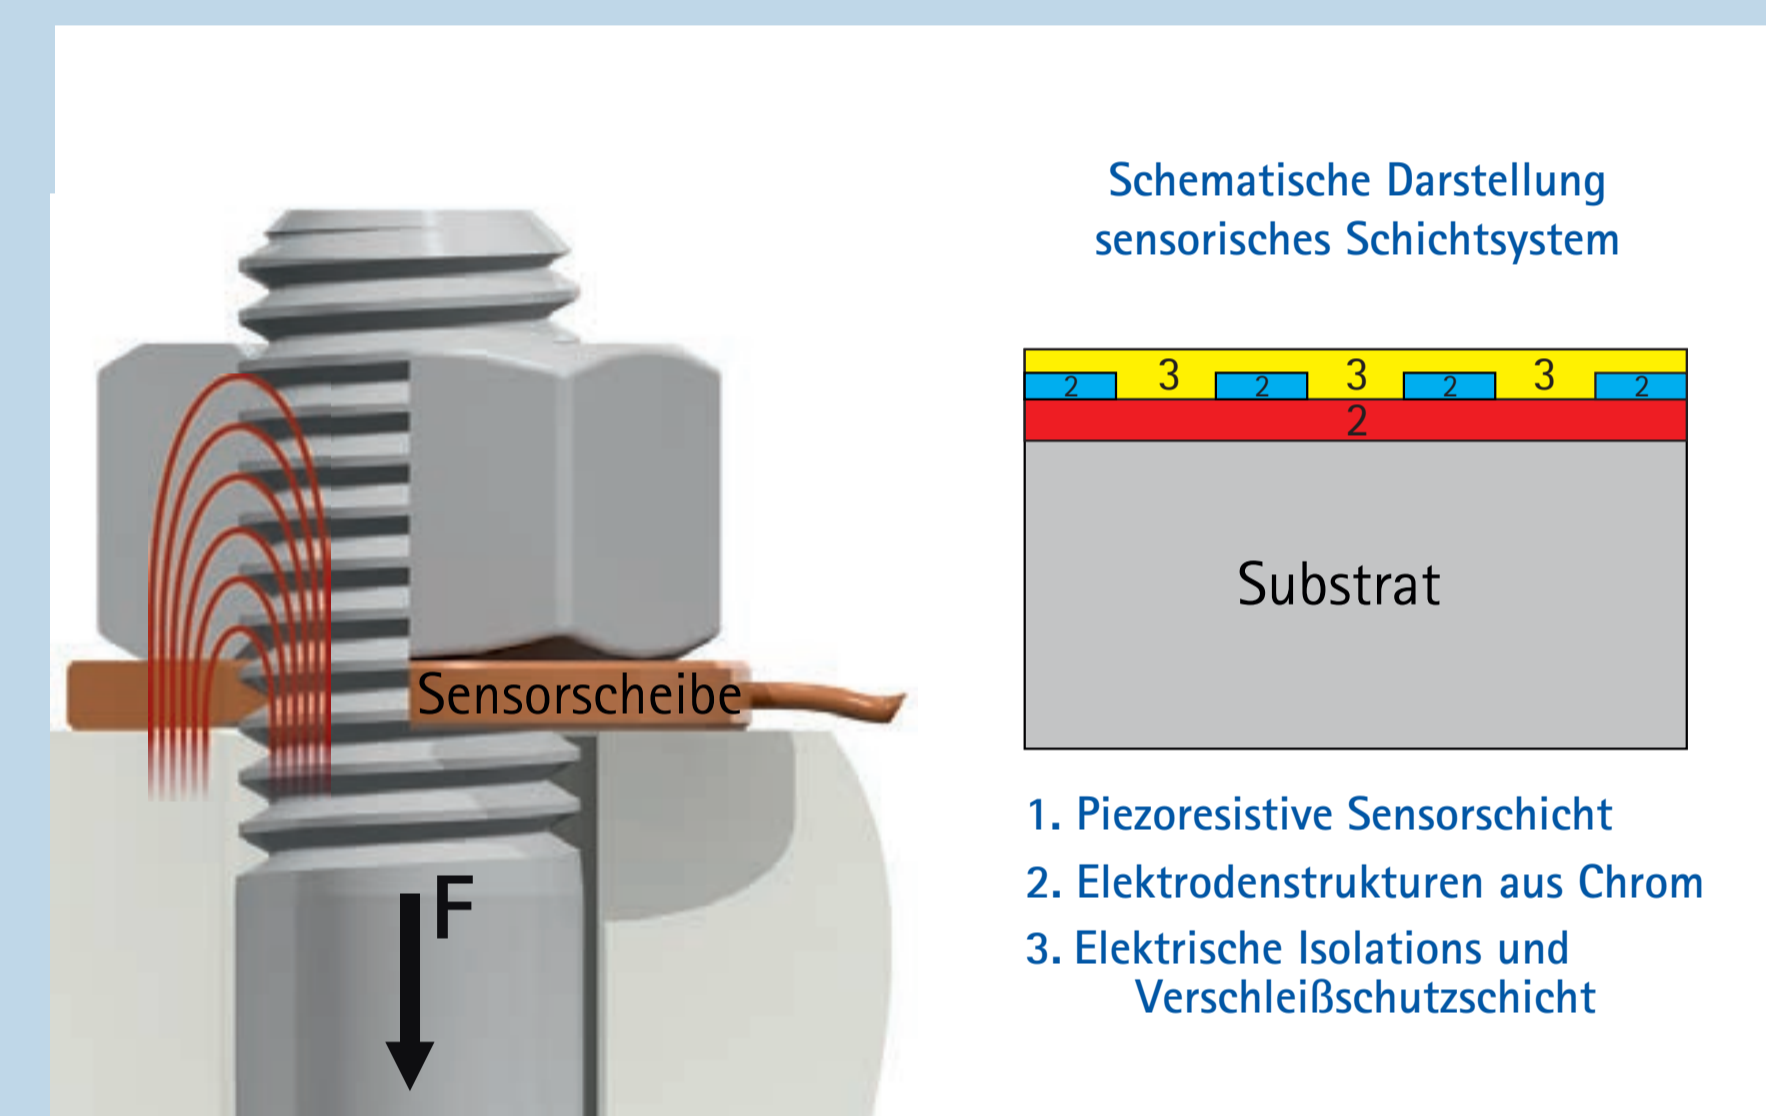 Schematische Darstellung
sensorisches Schichtsystem
3 3 3
2 2 2 2
2
Substrat
Sensorscheibe
F
1. Piezoresistive Sensorschicht
2. Elektrodenstrukturen aus Chrom
3. Elektrische Isolations und
Verschleißschutzschicht